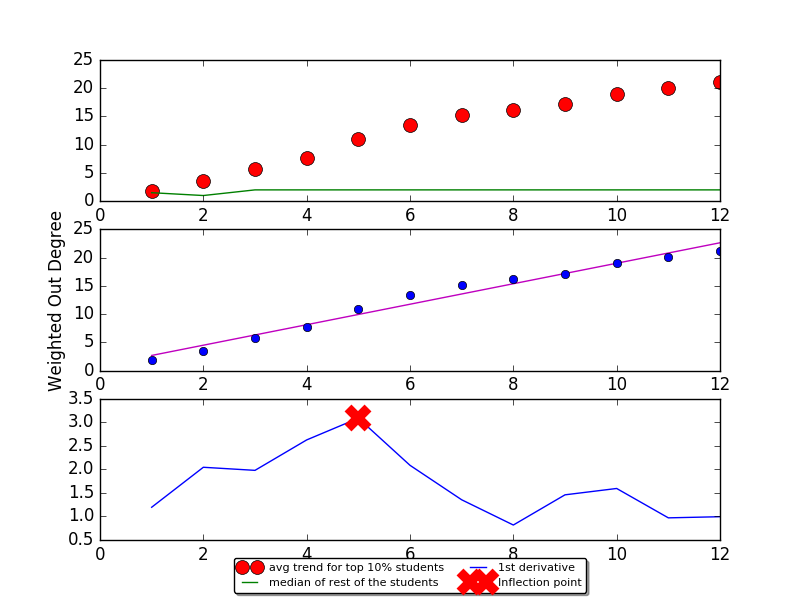 25
20
15
10
5
0
0 2 4 6 8 10 12
Weighted Out Degree
25
20
15
10
5
0
0 2 4 6 8 10 12
3.5
3.0
2.5
2.0
1.5
1.0
0.5
0 2 4 6 8 10 12
avg trend for top 10% students
median of rest of the students
1st derivative
Inflection point